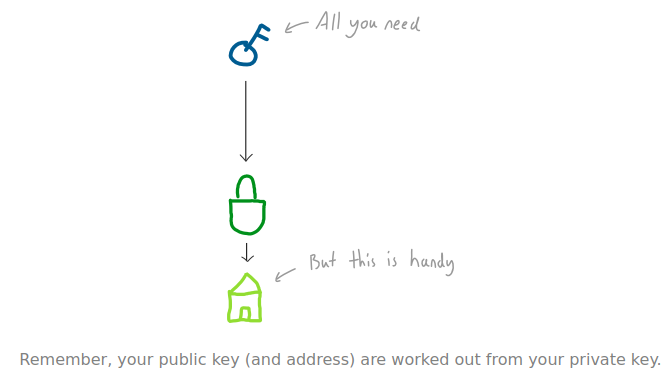 All you need
But this is handy
Remember, your public key (and address) are worked out from your private key.